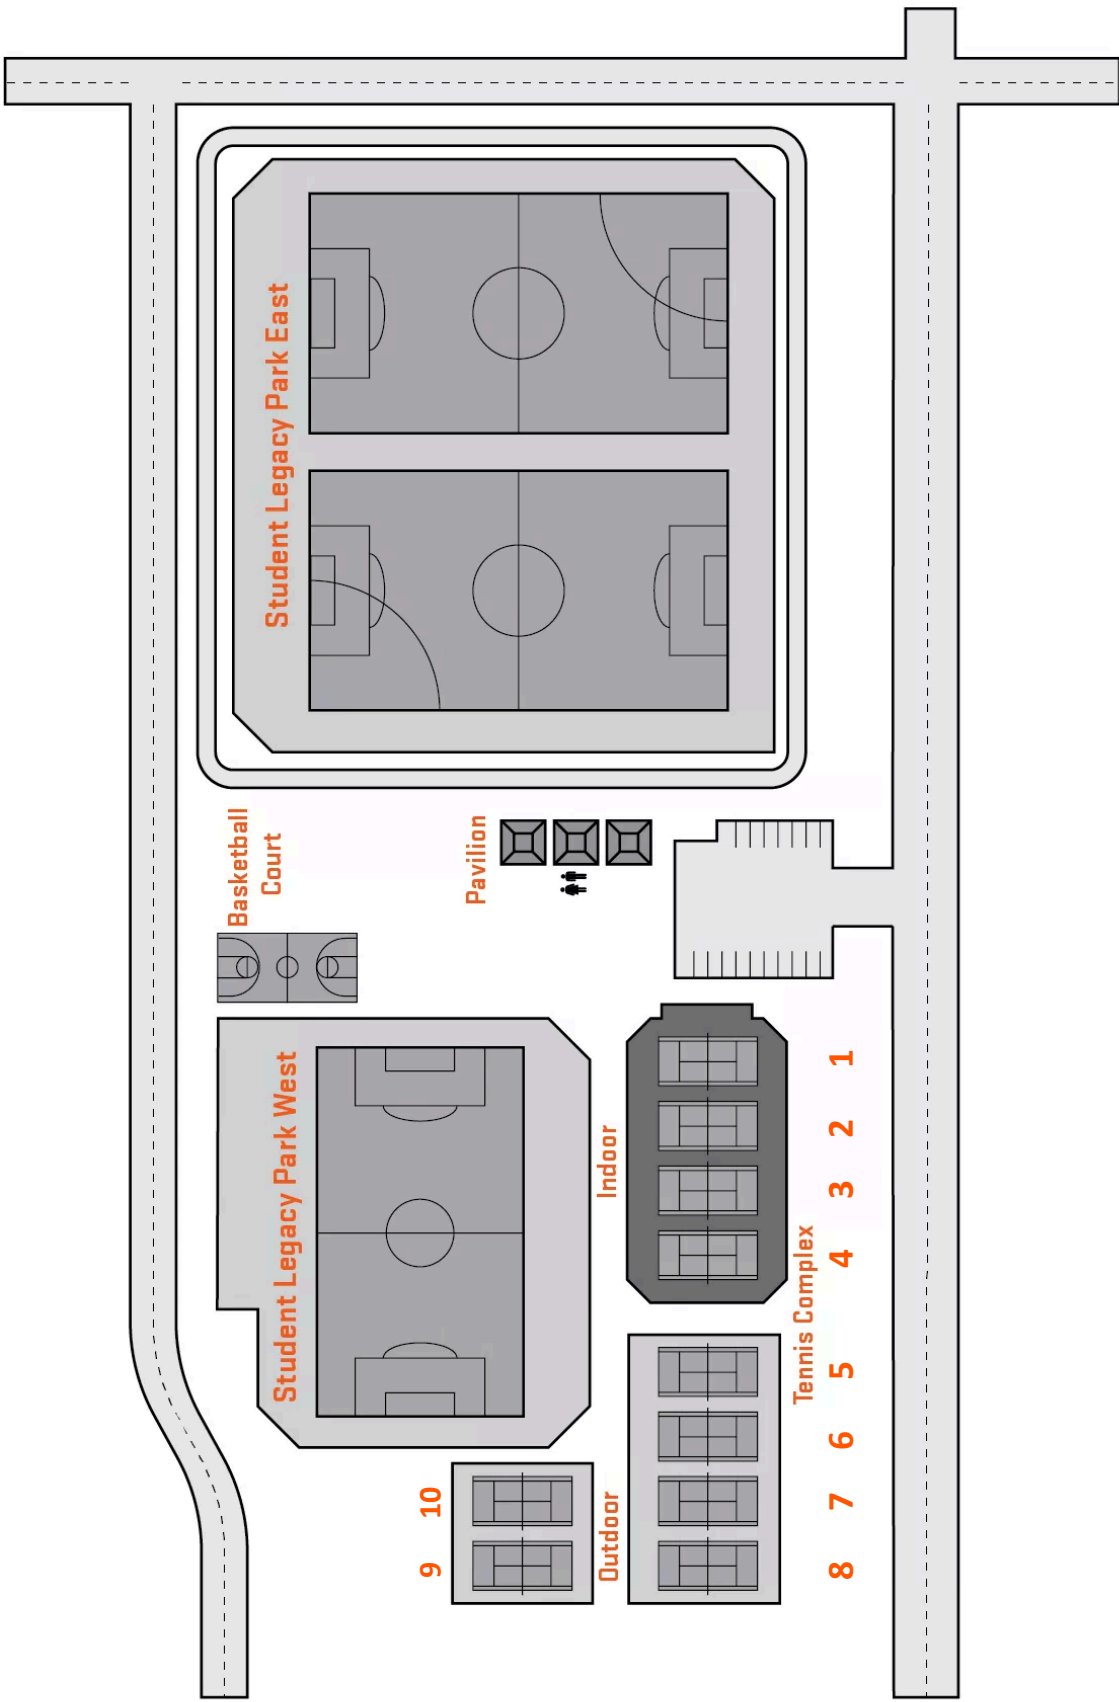 Student Legacy Park East
Basketball
Court
Pavilion
Student Legacy Park West
Indoor
1
2
3
4
Tennis Complex
5
6
7
8
Outdoor
10
9